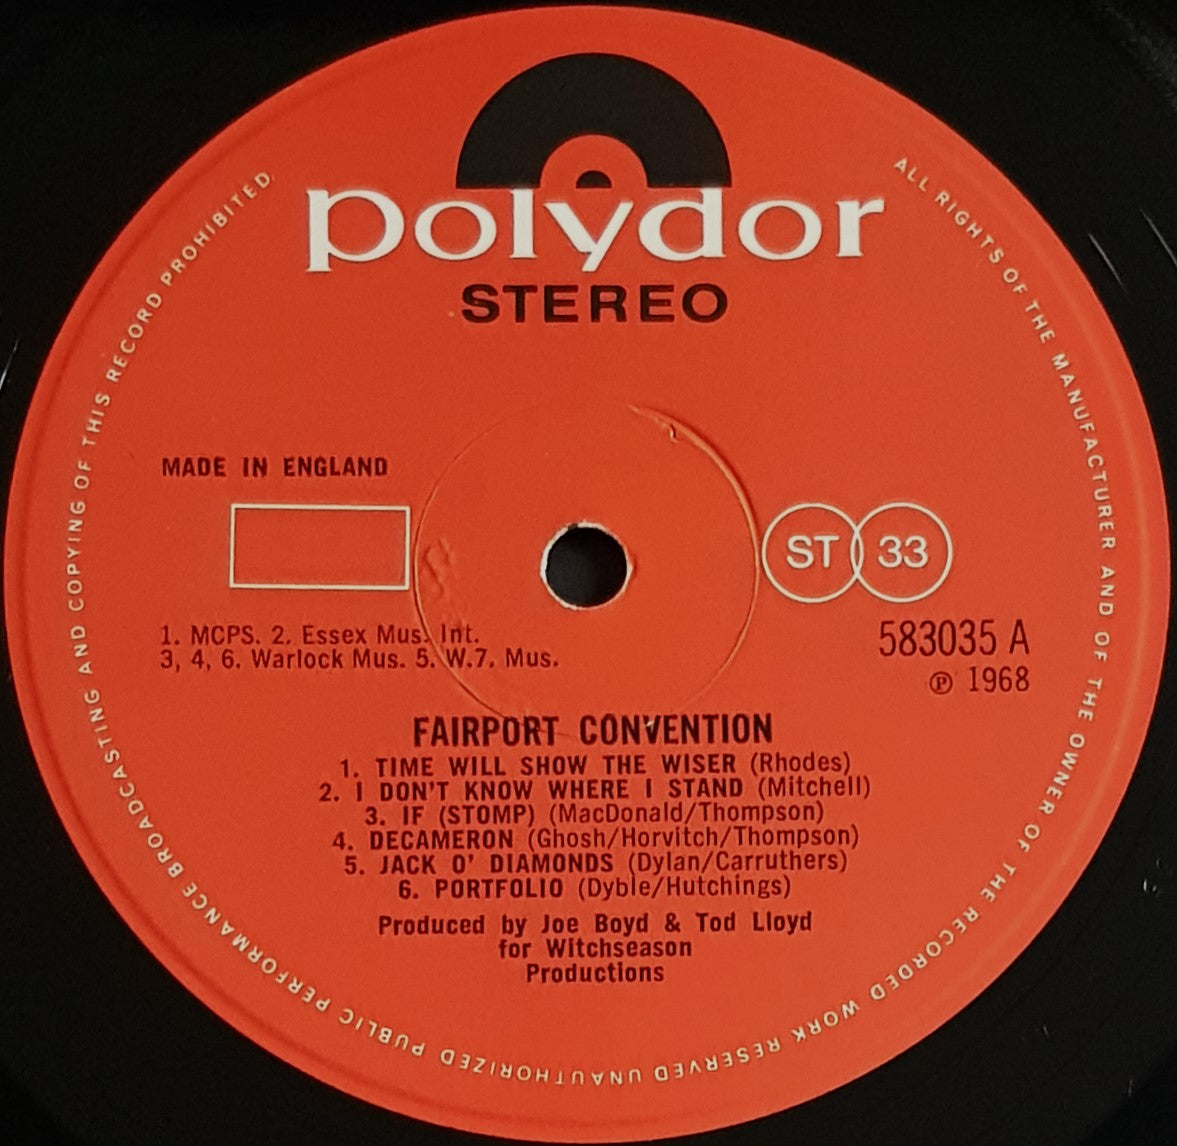 polydor
STEREO
ALL RIGHTS OF THE MANUFACTURER AND OF THE OWNER OF THE RECORDED WORK RESERVED UNAUTHORIZED PUBLIC PERFORMANCE BROADCASTING AND COPYING OF THIS RECORD PROHIBITED.
MADE IN ENGLAND
ST 33
1. MCPS. 2. Essex Mus. Int.
3, 4, 6. Warlock Mus. 5. W.7. Mus.
583035 A
℗ 1968
FAIRPORT CONVENTION
1. TIME WILL SHOW THE WISER (Rhodes)
2. I DON'T KNOW WHERE I STAND (Mitchell)
3. IF (STOMP) (MacDonald/Thompson)
4. DECAMERON (Ghosh/Horvitch/Thompson)
5. JACK O' DIAMONDS (Dylan/Carruthers)
6. PORTFOLIO (Dyble/Hutchings)
Produced by Joe Boyd & Tod Lloyd
for Witchseason
Productions